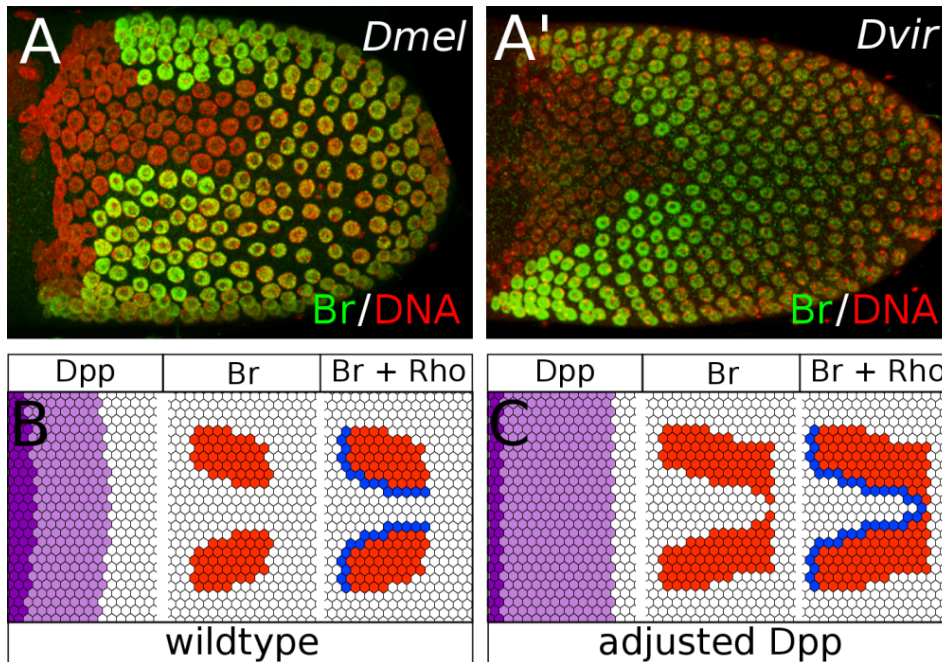 A Dmel
Br/DNA
A' Dvir
Br/DNA
Dpp Br Br + Rho
B
wildtype
Dpp Br Br + Rho
C
adjusted Dpp